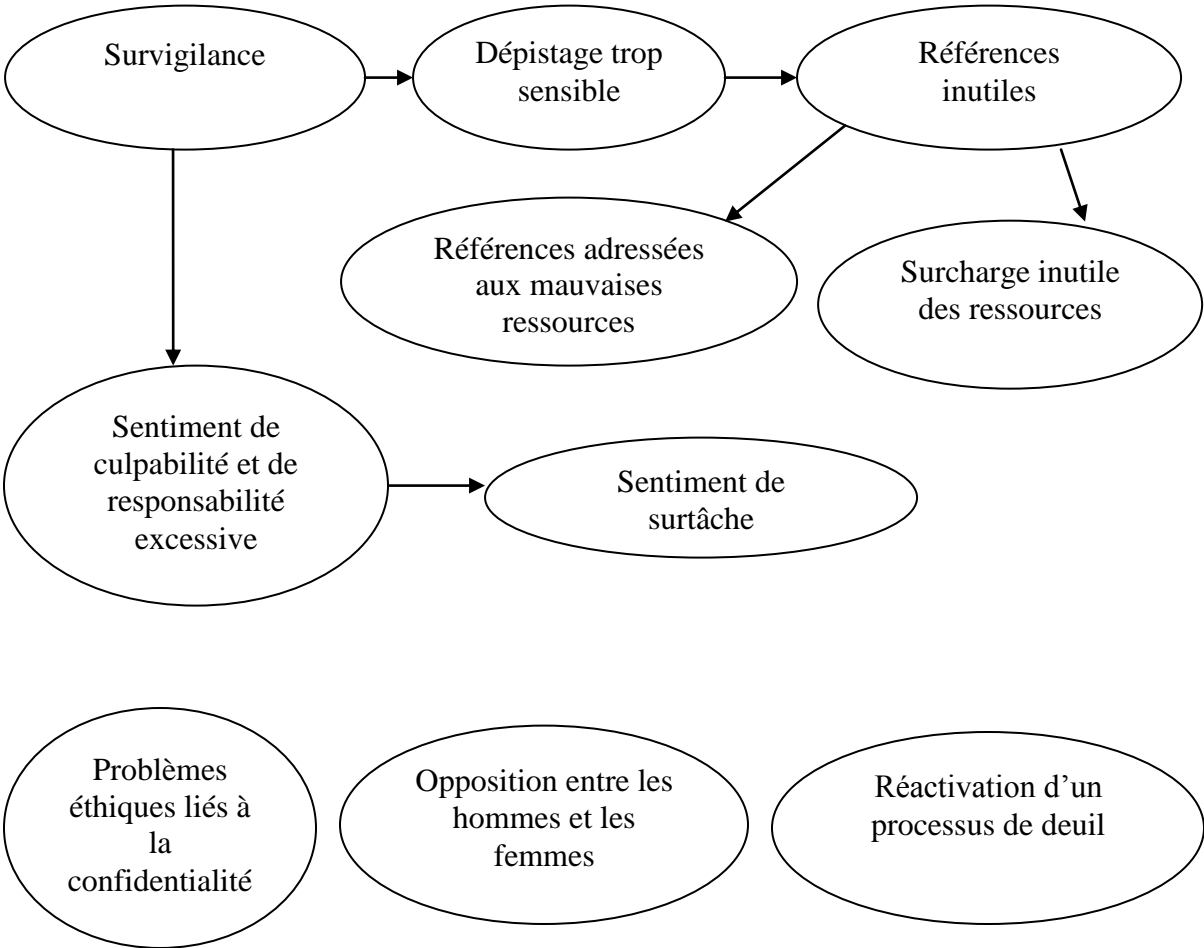 Survigilance
Dépistage trop
sensible
Références
inutiles
Références adressées
aux mauvaises
ressources
Surcharge inutile
des ressources
Sentiment de
culpabilité et de
responsabilité
excessive
Sentiment de
surtâche
Problèmes
éthiques liés à
la
confidentialité
Opposition entre les
hommes et les
femmes
Réactivation d’un
processus de deuil